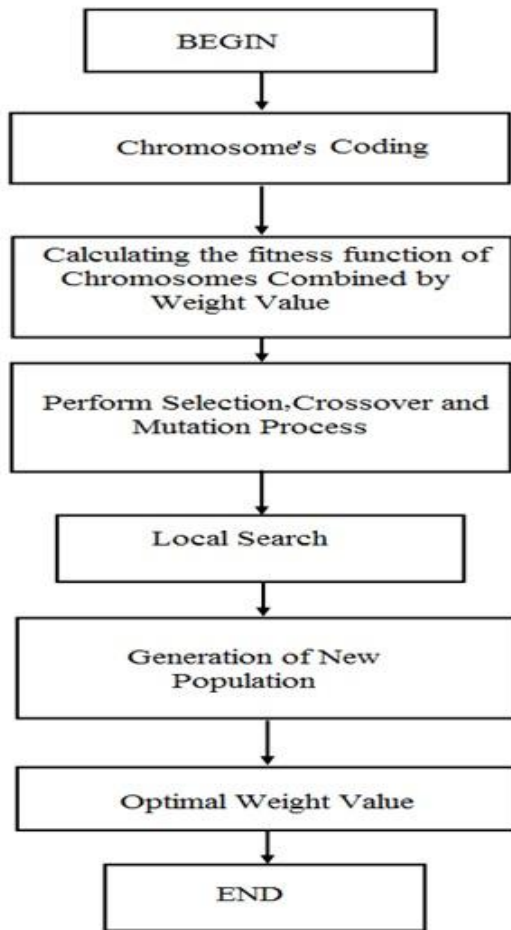 BEGIN
Chromosome's Coding
Calculating the fitness function of
Chromosomes Combined by
Weight Value
Perform Selection,Crossover and
Mutation Process
Local Search
Generation of New
Population
Optimal Weight Value
END